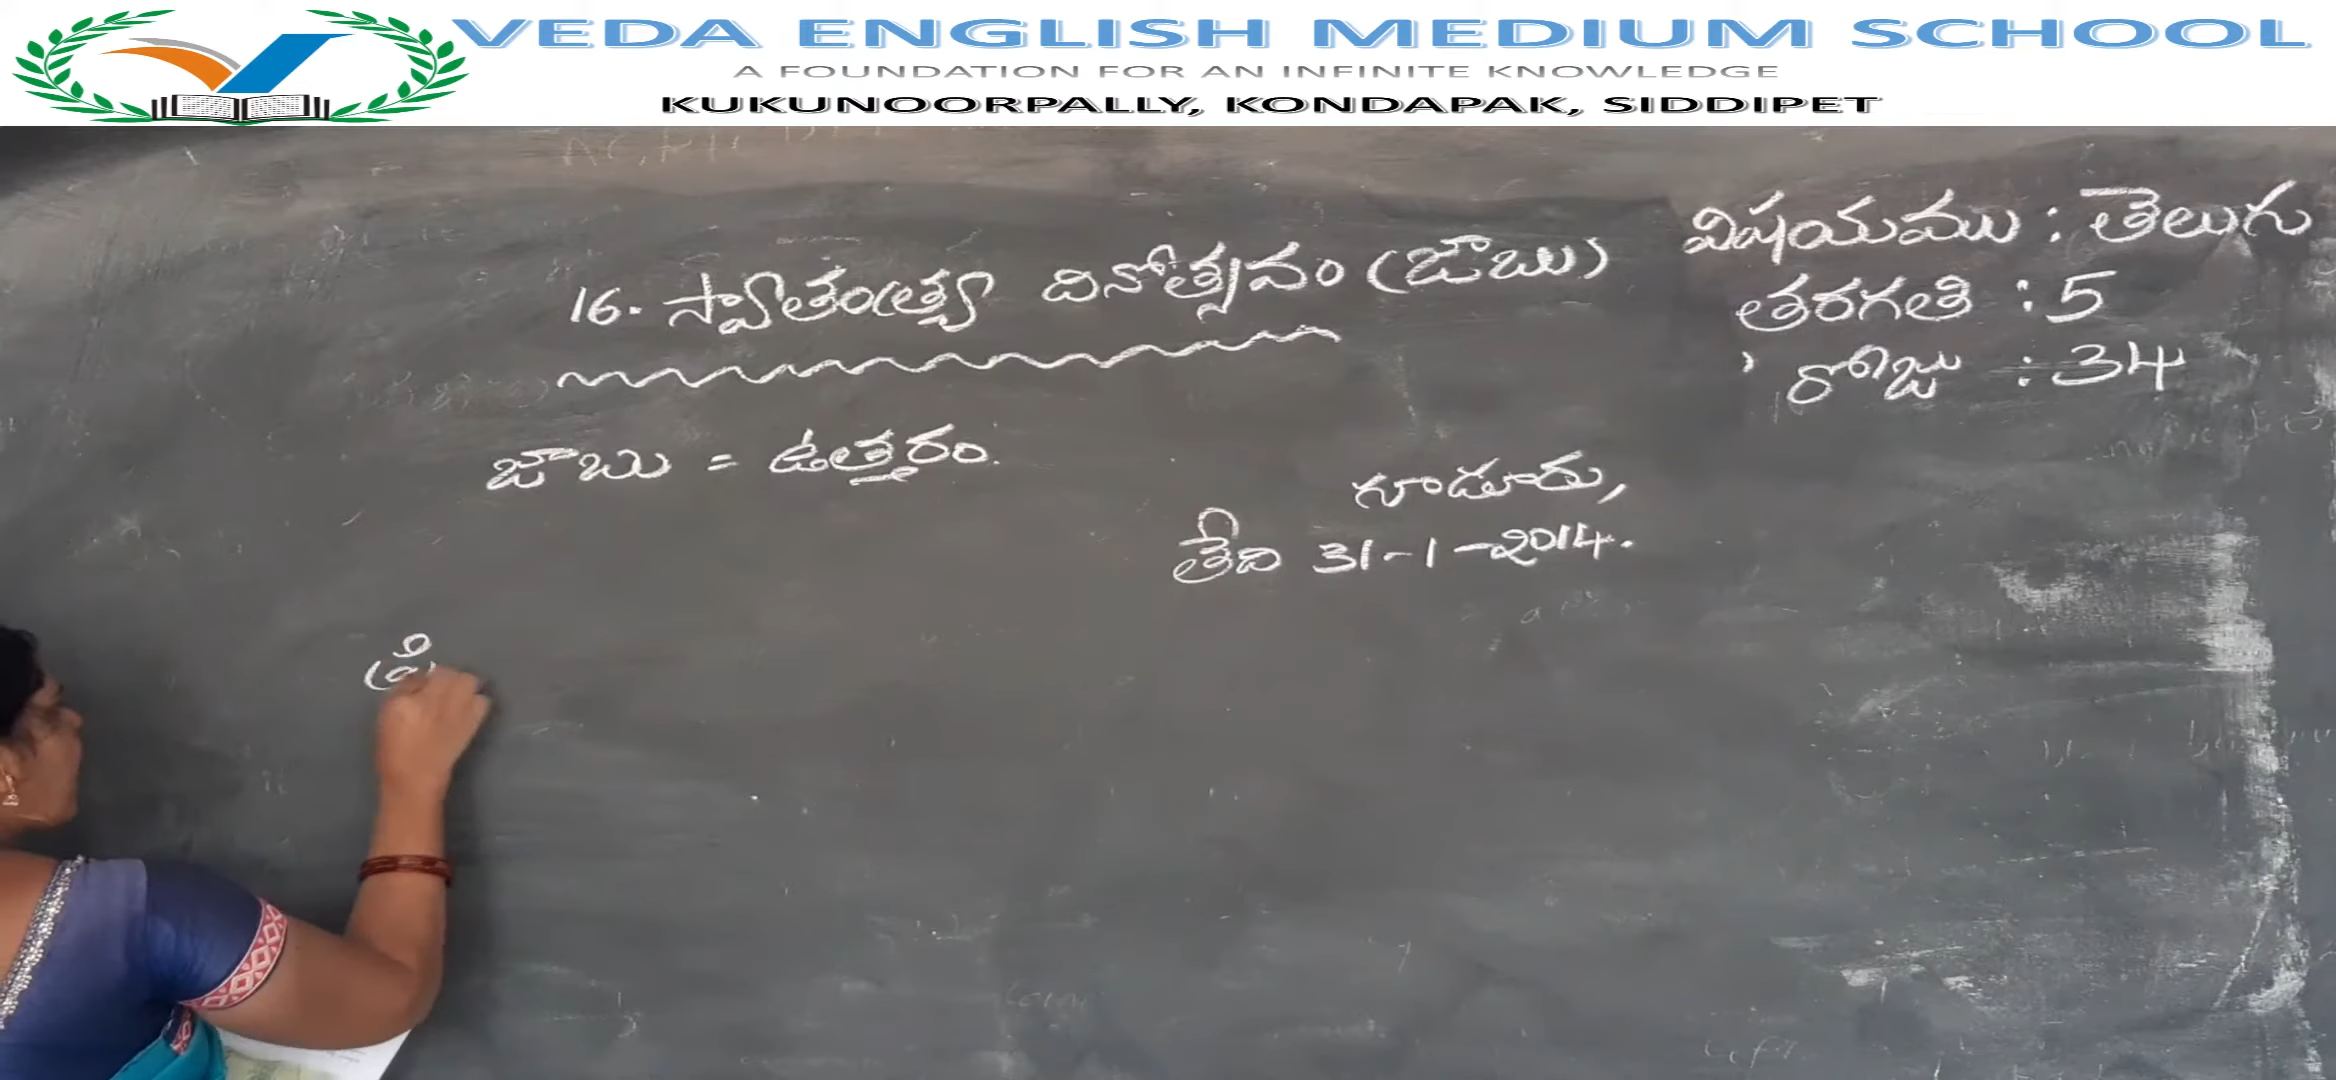 VEDA ENGLISH MEDIUM SCHOOL
A FOUNDATION FOR AN INFINITE KNOWLEDGE
KUKUNOORPALLY, KONDAPAK, SIDDIPET
విషయము : తెలుగు
తరగతి : 5
రోజు : 34
16. స్వాతంత్ర్య దినోత్సవం (జాబు)
జాబు = ఉత్తరం.
గూడూరు,
తేది 31-1-2014.
ప్రి